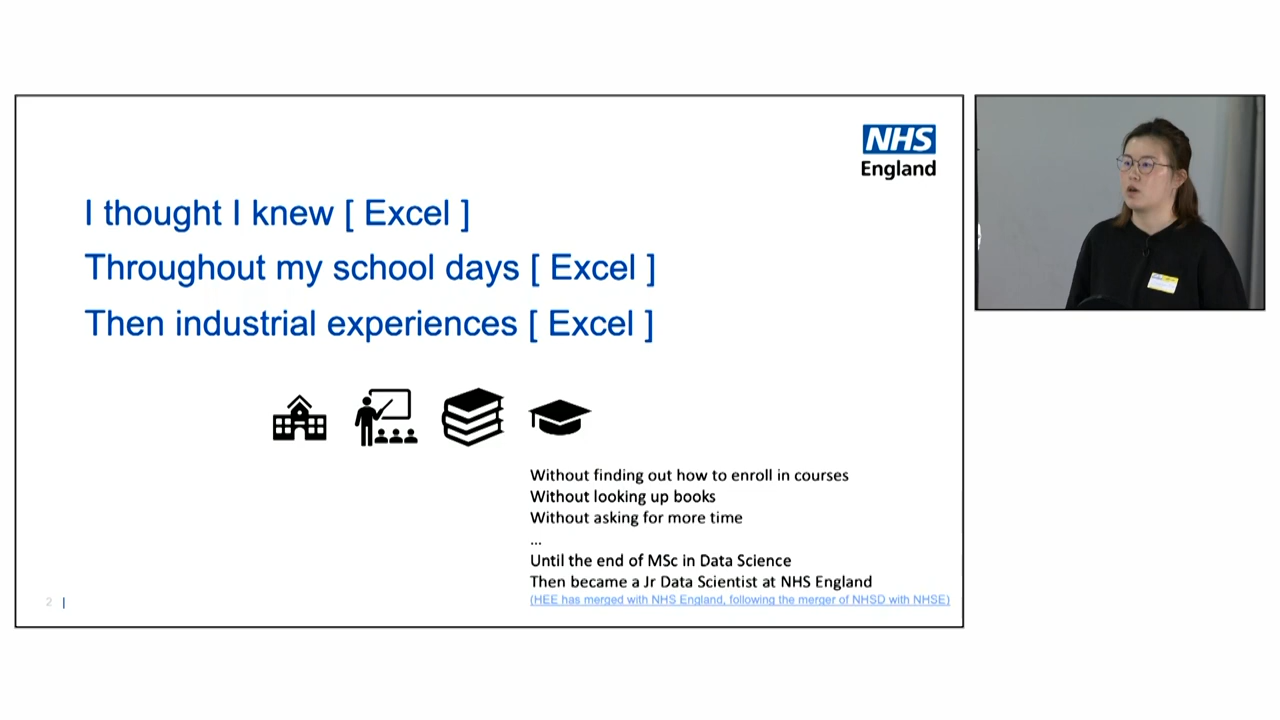 NHS
England
I thought I knew [ Excel ]
Throughout my school days [ Excel ]
Then industrial experiences [ Excel ]
Without finding out how to enroll in courses
Without looking up books
Without asking for more time
...
Until the end of MSc in Data Science
Then became a Jr Data Scientist at NHS England
(HEE has merged with NHS England, following the merger of NHSD with NHSE)
2 |